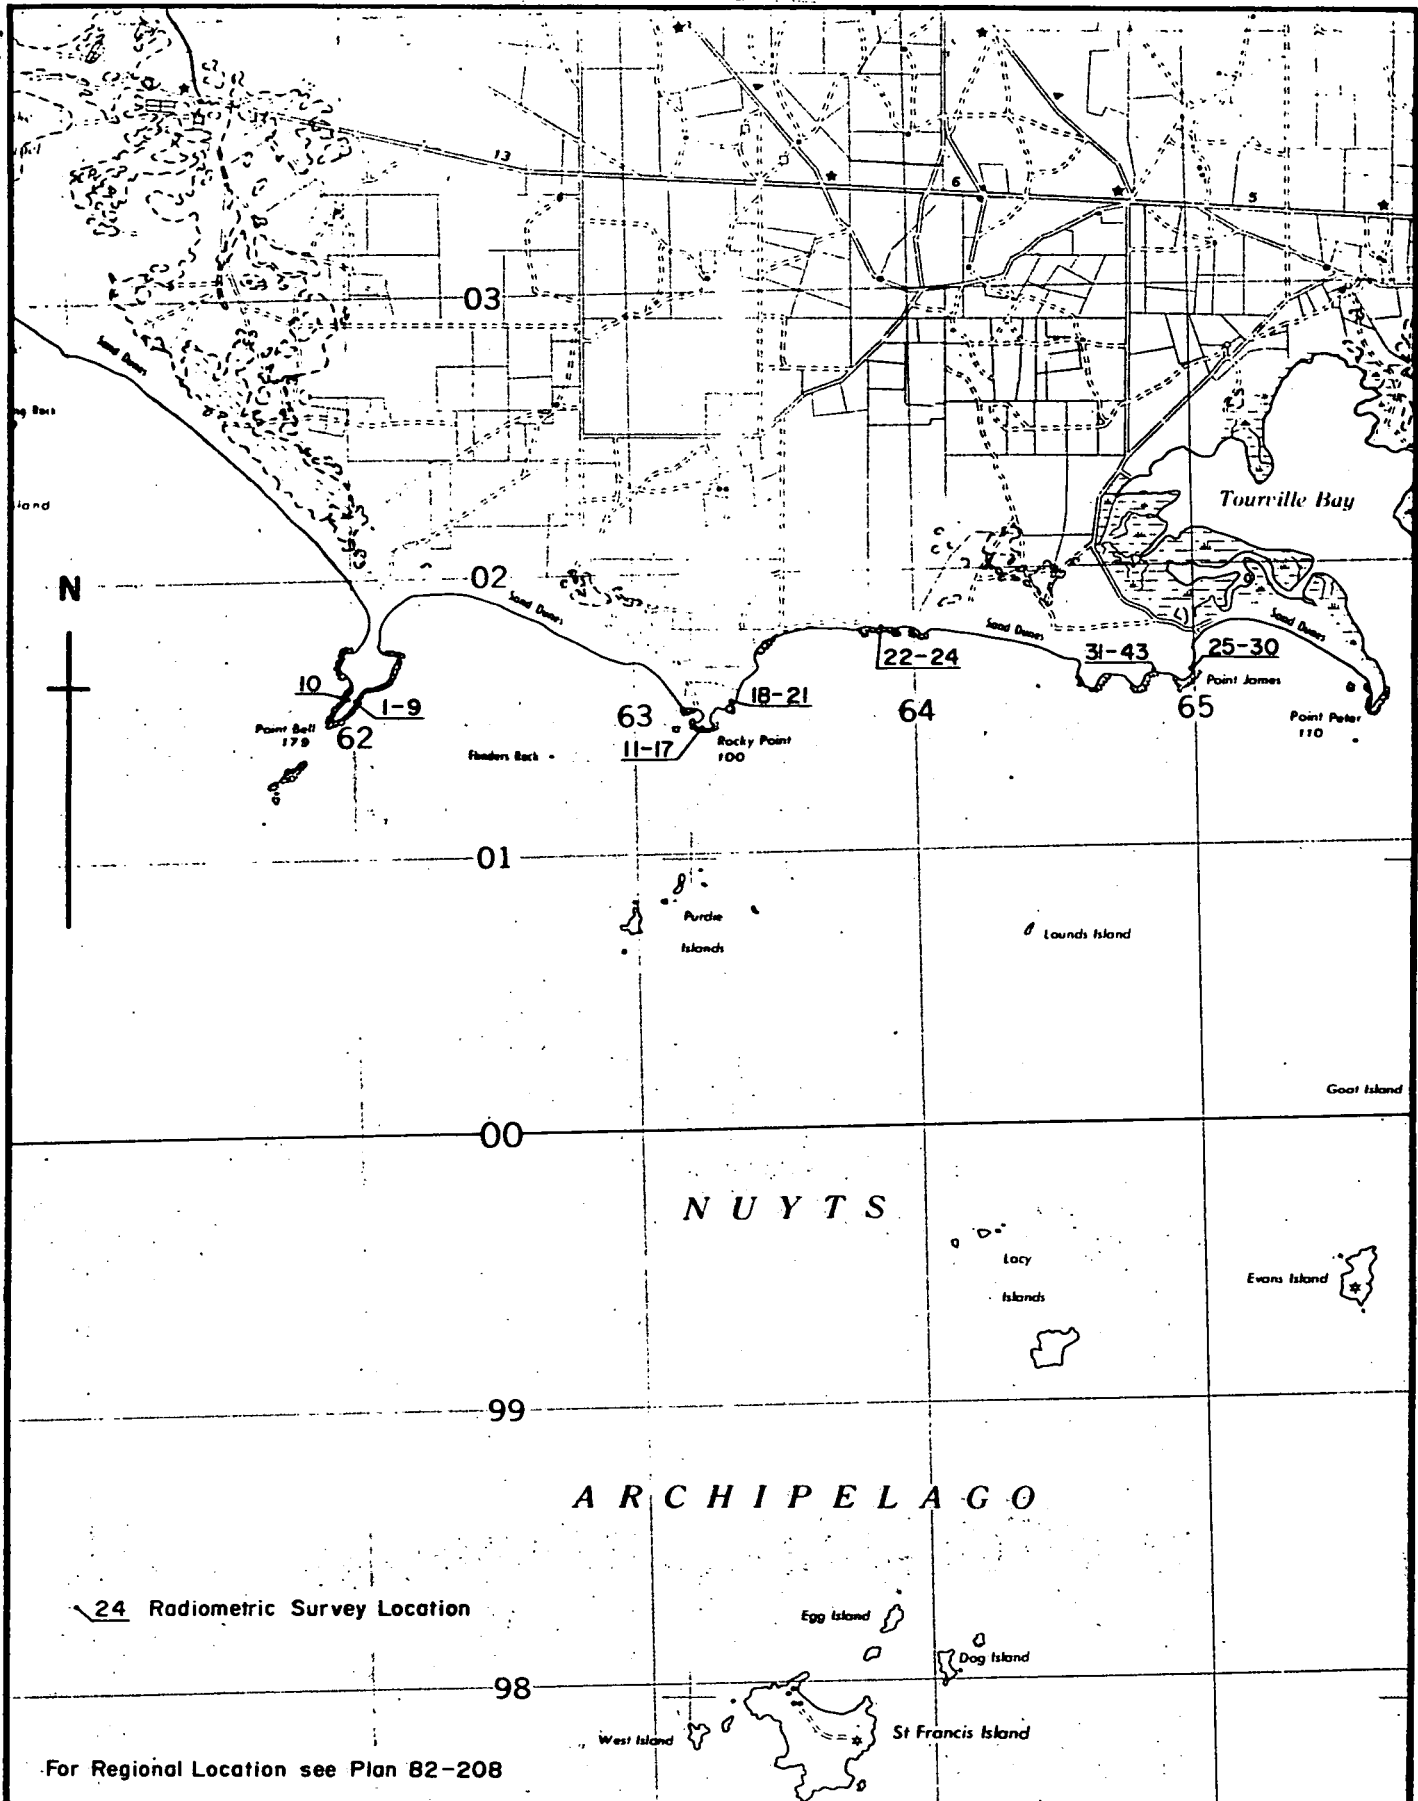 13
6
5
03
Sand Dunes
Tourville Bay
N
02
Sand Dunes
Sand Dunes
Sand Dunes
22-24
31-43
25-30
10
1-9
18-21
Point James
Point Bell
179
62
63
64
65
Point Peter
110
11-17
Rocky Point
100
Flinders Rock
01
Purdie
Islands
Lounds Island
Goat Island
00
NUYTS
Lacy
Islands
Evans Island
99
ARCHIPELAGO
24 Radiometric Survey Location
Egg Island
Dog Island
98
West Island
St Francis Island
For Regional Location see Plan 82-208